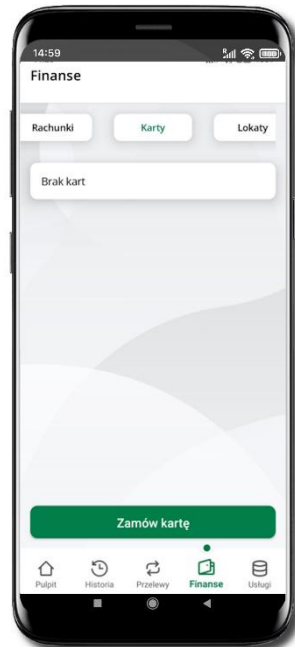 14:59
Finanse
Rachunki Karty Lokaty
Brak kart
Zamów kartę
Pulpit Historia Przelewy Finanse Usługi